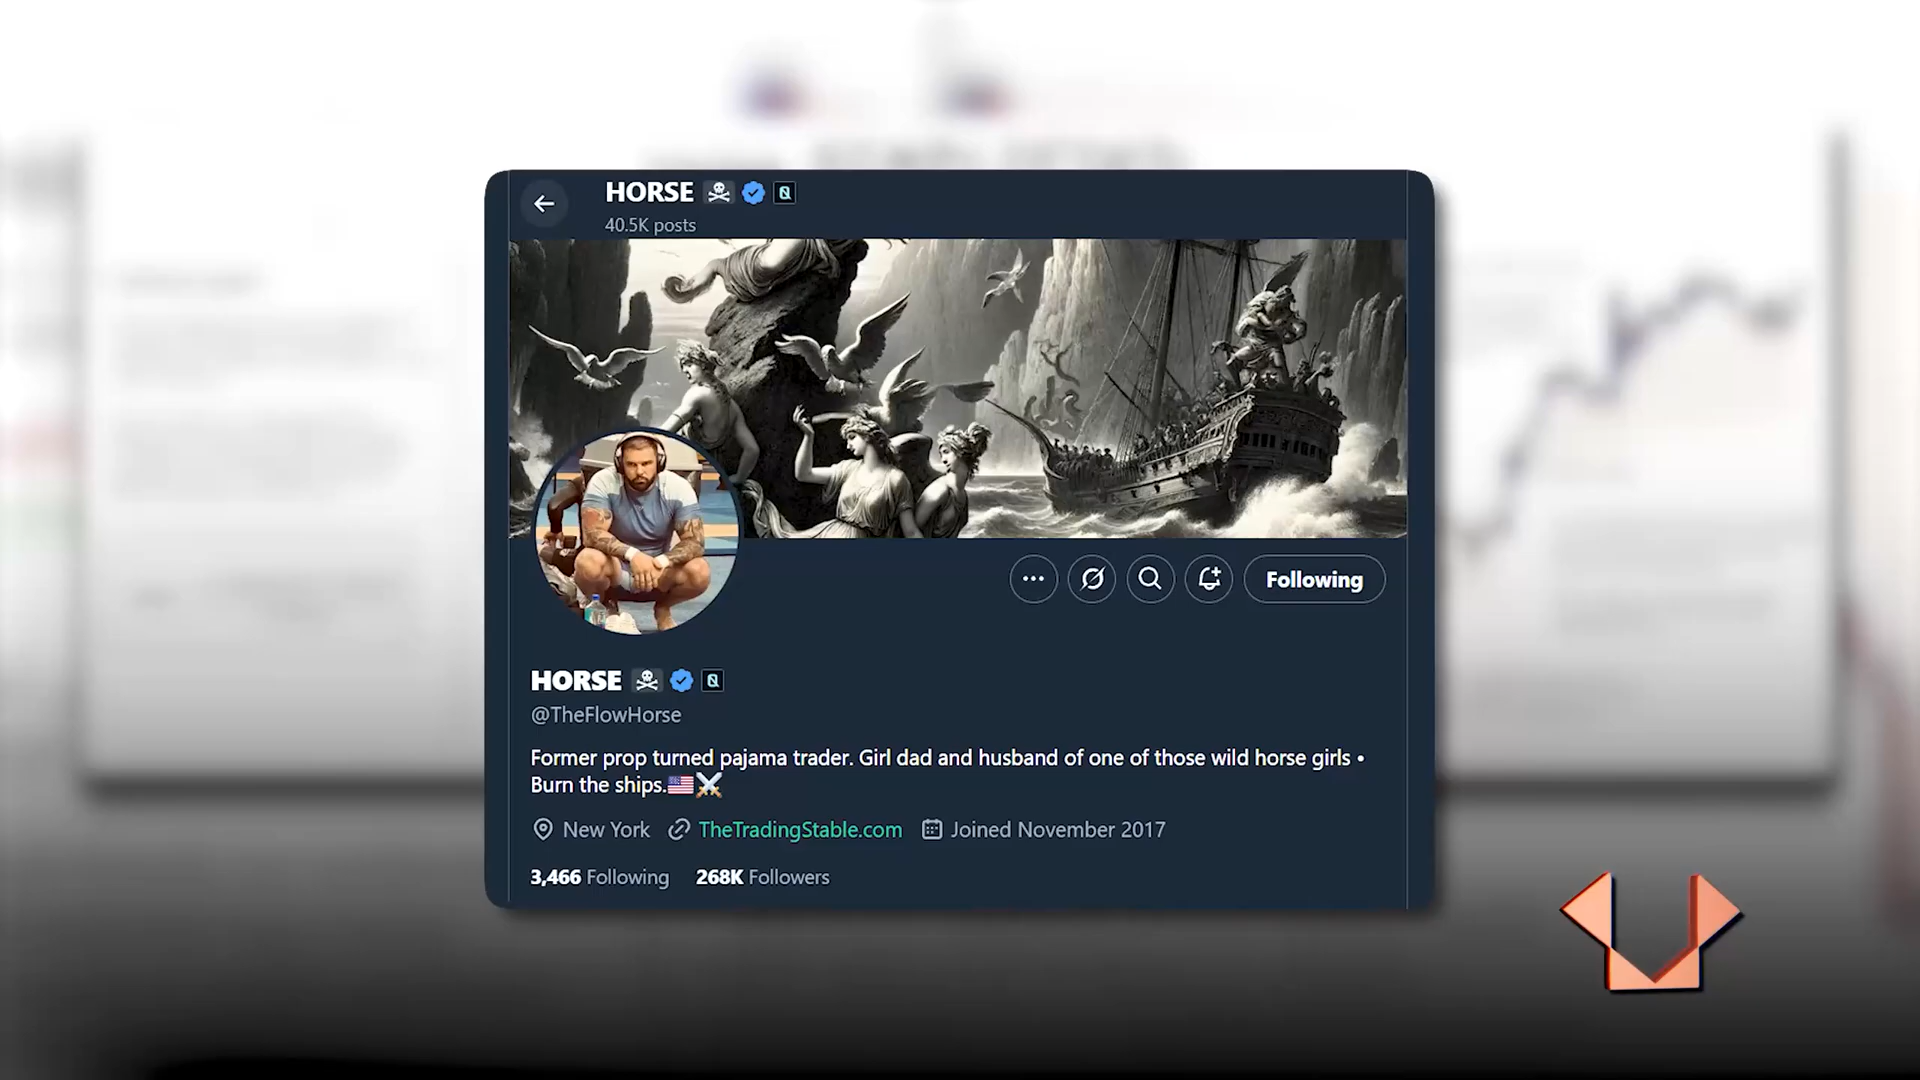 HORSE ☠️
40.5K posts
Following
HORSE ☠️
@TheFlowHorse
Former prop turned pajama trader. Girl dad and husband of one of those wild horse girls •
Burn the ships.🇺🇸⚔️
New York TheTradingStable.com Joined November 2017
3,466 Following 268K Followers